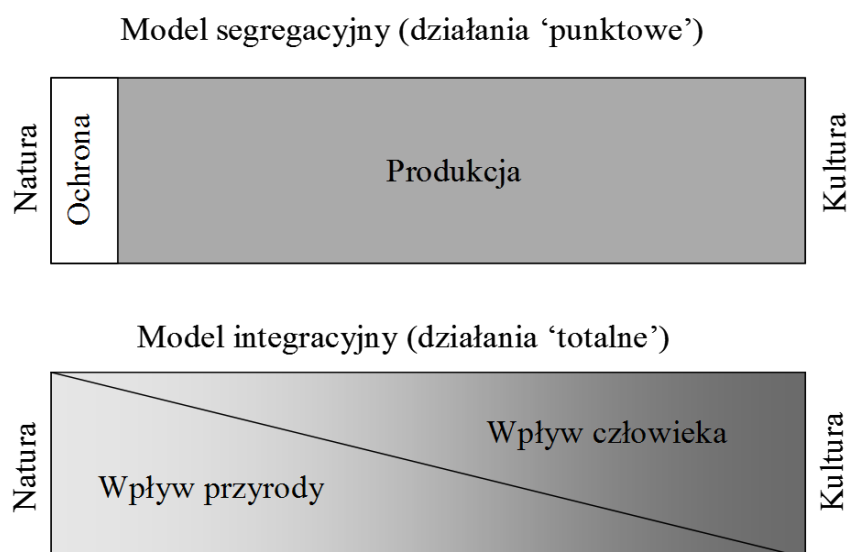 Model segregacyjny (działania ‘punktowe’)
Natura
Ochrona
Produkcja
Kultura
Model integracyjny (działania ‘totalne’)
Natura
Wpływ przyrody
Wpływ człowieka
Kultura